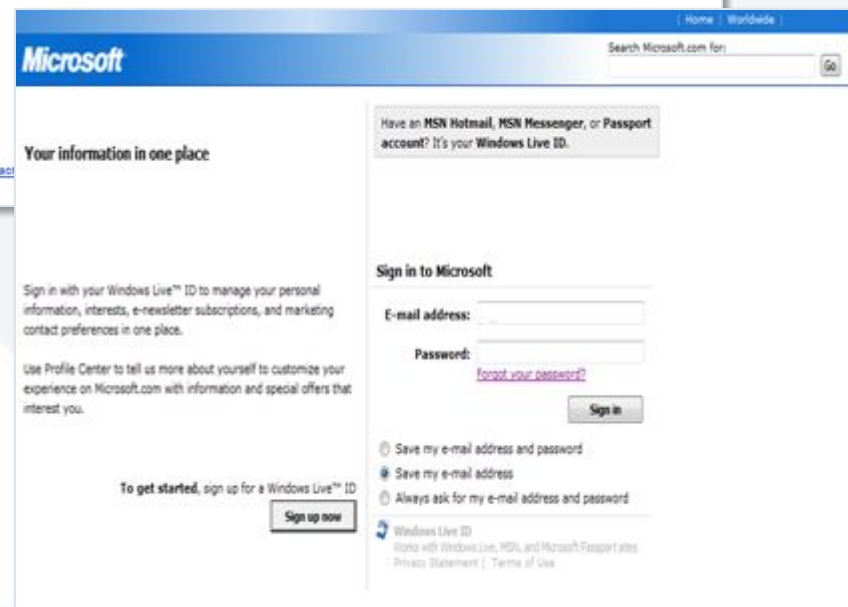 | Home | Worldwide |
Microsoft
Search Microsoft.com for:
Go
Your information in one place
Have an MSN Hotmail, MSN Messenger, or Passport
account? It's your Windows Live ID.
Sign in with your Windows Live™ ID to manage your personal
information, interests, e-newsletter subscriptions, and marketing
contact preferences in one place.
Use Profile Center to tell us more about yourself to customize your
experience on Microsoft.com with information and special offers that
interest you.
To get started, sign up for a Windows Live™ ID
Sign up now
Sign in to Microsoft
E-mail address:
Password:
Forgot your password?
Sign in
Save my e-mail address and password
Save my e-mail address
Always ask for my e-mail address and password
Windows Live ID
Works with Windows Live, MSN, and Microsoft Passport sites
Privacy Statement | Terms of Use